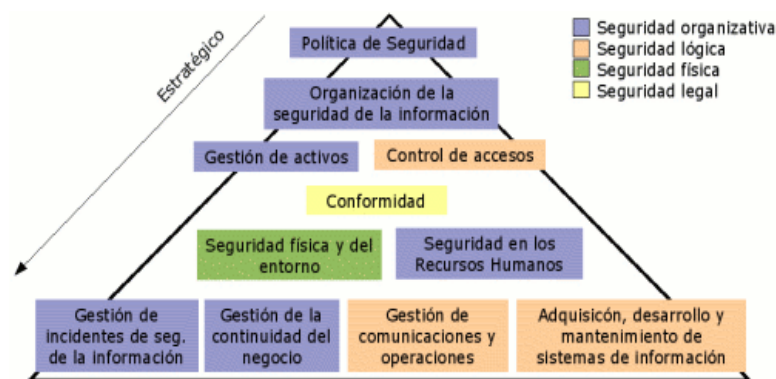 Política de Seguridad
Seguridad organizativa
Seguridad lógica
Seguridad física
Seguridad legal
Estratégico
Organización de la
seguridad de la información
Gestión de activos
Control de accesos
Conformidad
Seguridad física y del
entorno
Seguridad en los
Recursos Humanos
Gestión de
incidentes de seg.
de la información
Gestión de la
continuidad del
negocio
Gestión de
comunicaciones y
operaciones
Adquisicón, desarrollo y
mantenimiento de
sistemas de información